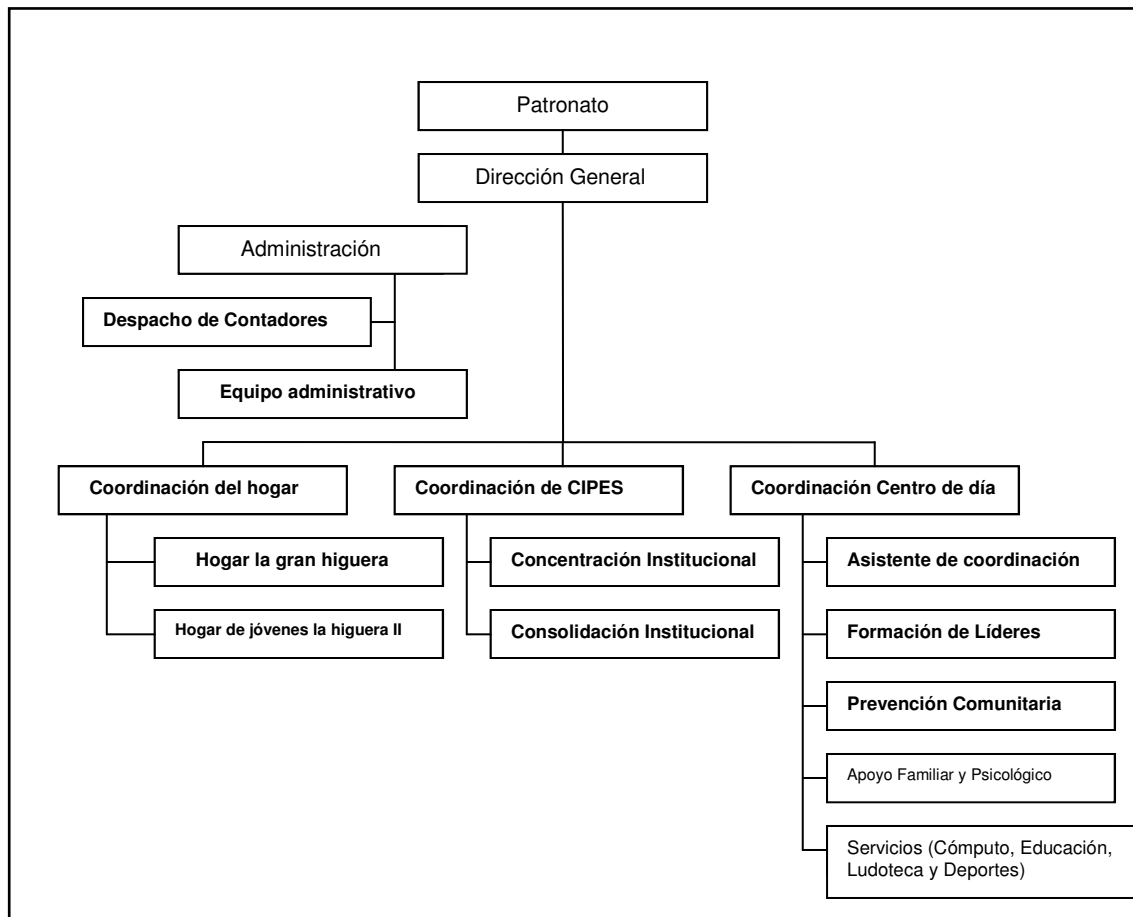 Patronato
Dirección General
Administración
Despacho de Contadores
Equipo administrativo
Coordinación del hogar
Coordinación de CIPES
Coordinación Centro de día
Hogar la gran higuera
Concentración Institucional
Asistente de coordinación
Hogar de jóvenes la higuera II
Consolidación Institucional
Formación de Líderes
Prevención Comunitaria
Apoyo Familiar y Psicológico
Servicios (Cómputo, Educación,
Ludoteca y Deportes)